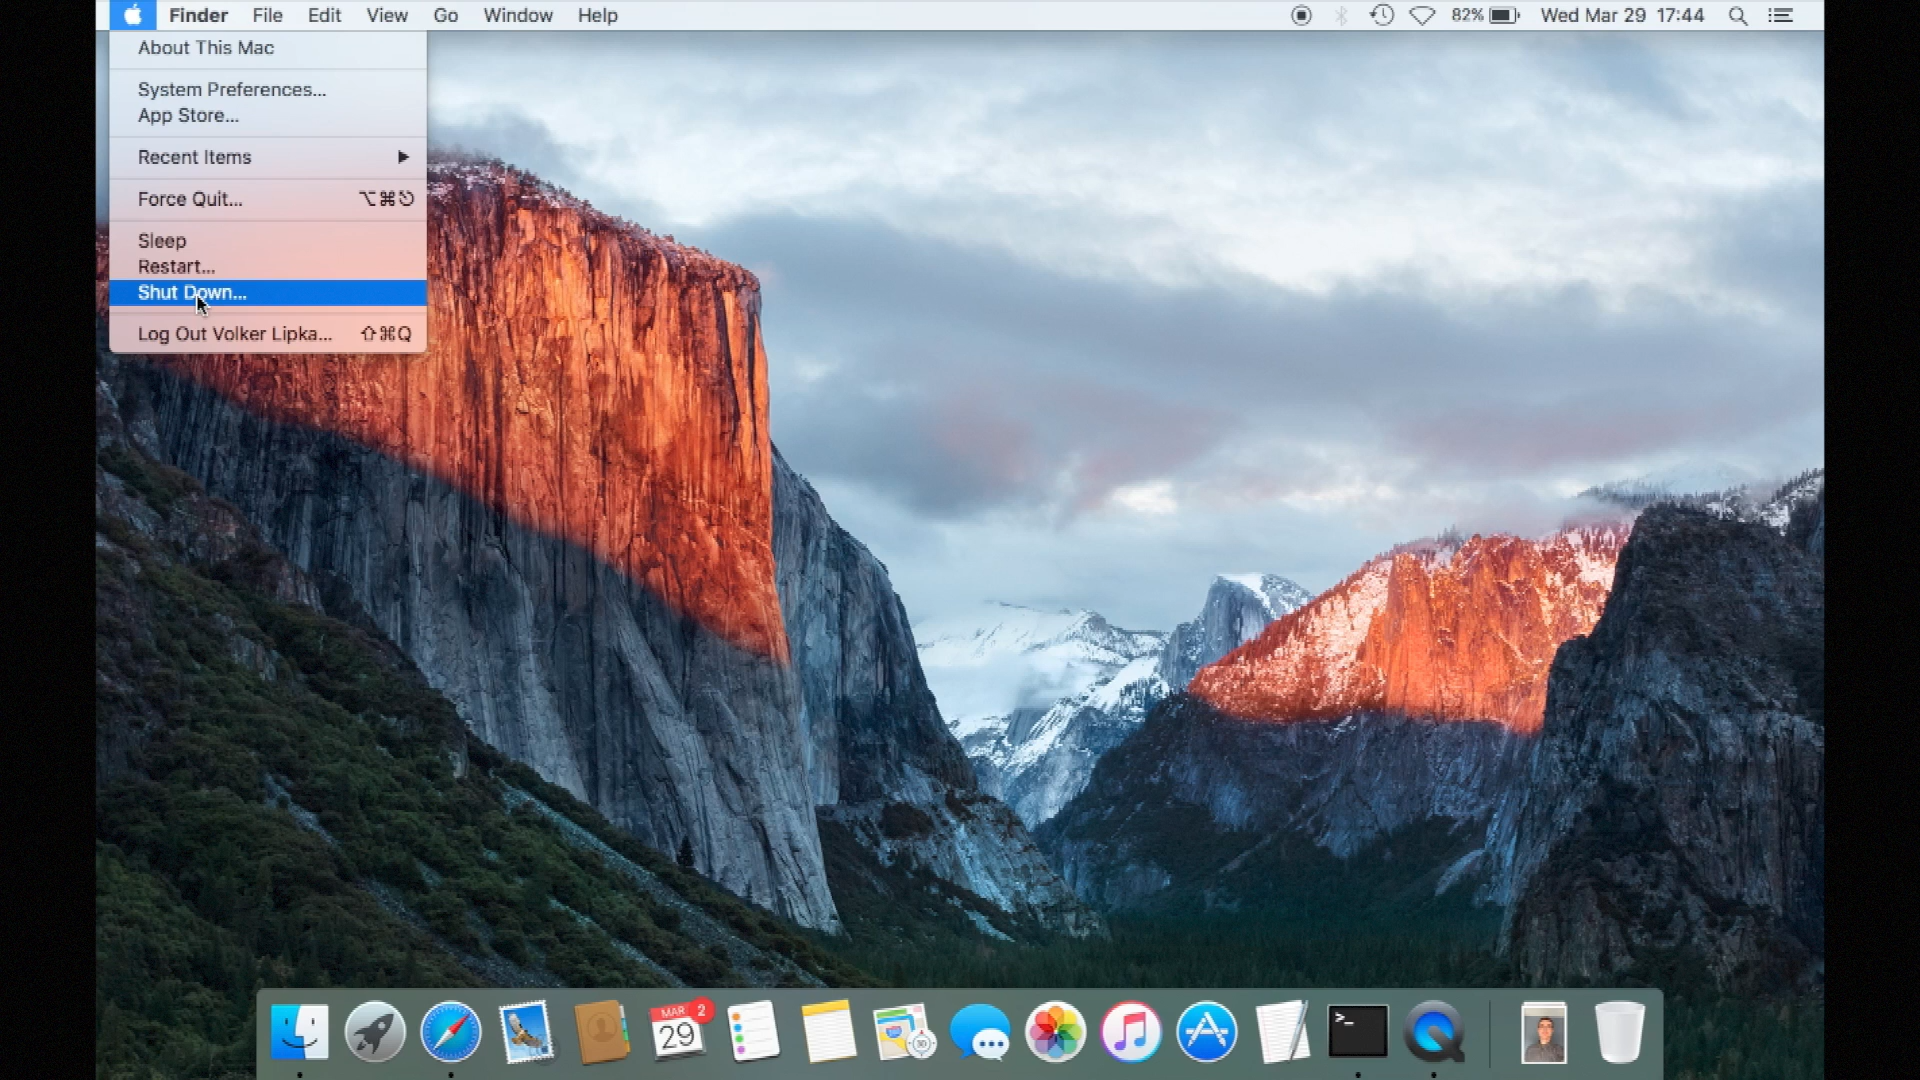 Finder File Edit View Go Window Help 82% Wed Mar 29 17:44
About This Mac
System Preferences...
App Store...
Recent Items
Force Quit... ⌥⌘⎋
Sleep
Restart...
Shut Down...
Log Out Volker Lipka... ⇧⌘Q
MAR 2
29
>_